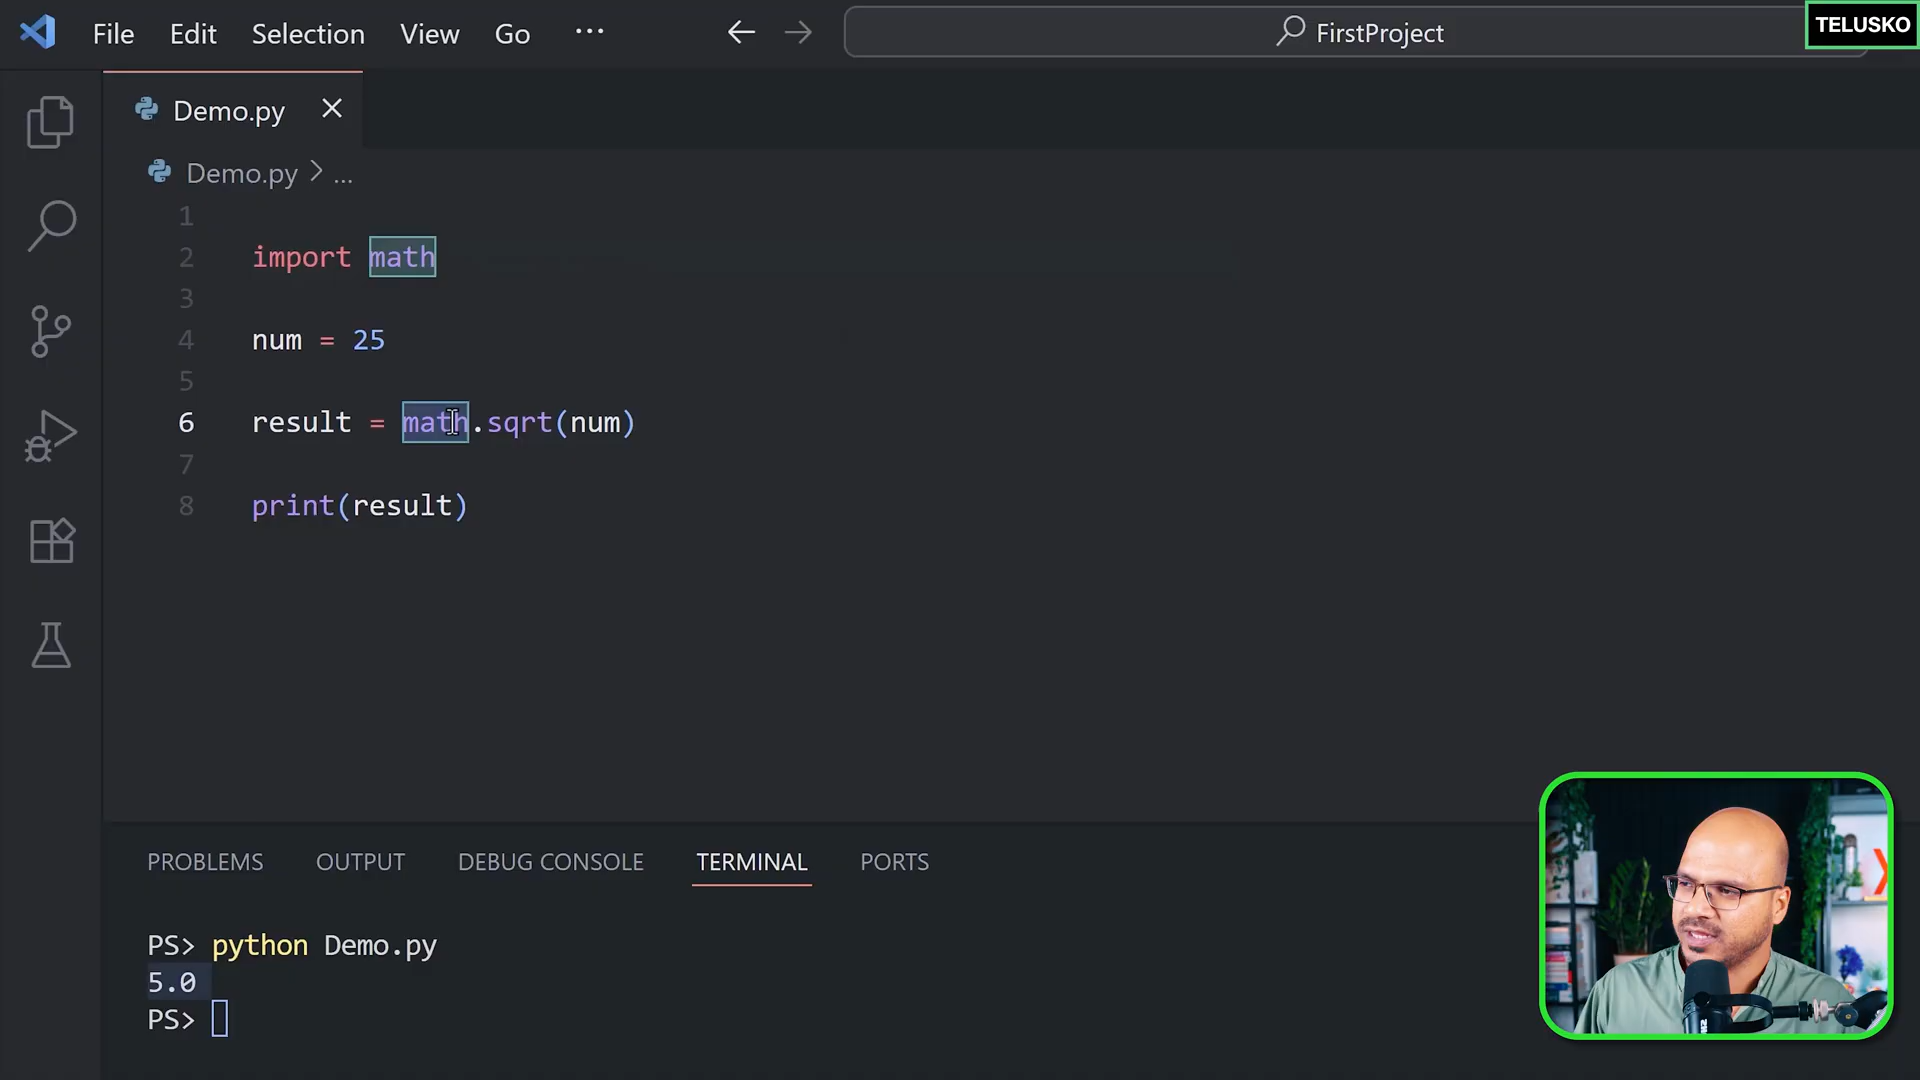 File Edit Selection View Go ... FirstProject TELUSKO
Demo.py
Demo.py > ...
1
2 import math
3
4 num = 25
5
6 result = math.sqrt(num)
7
8 print(result)
PROBLEMS OUTPUT DEBUG CONSOLE TERMINAL PORTS
PS> python Demo.py
5.0
PS>